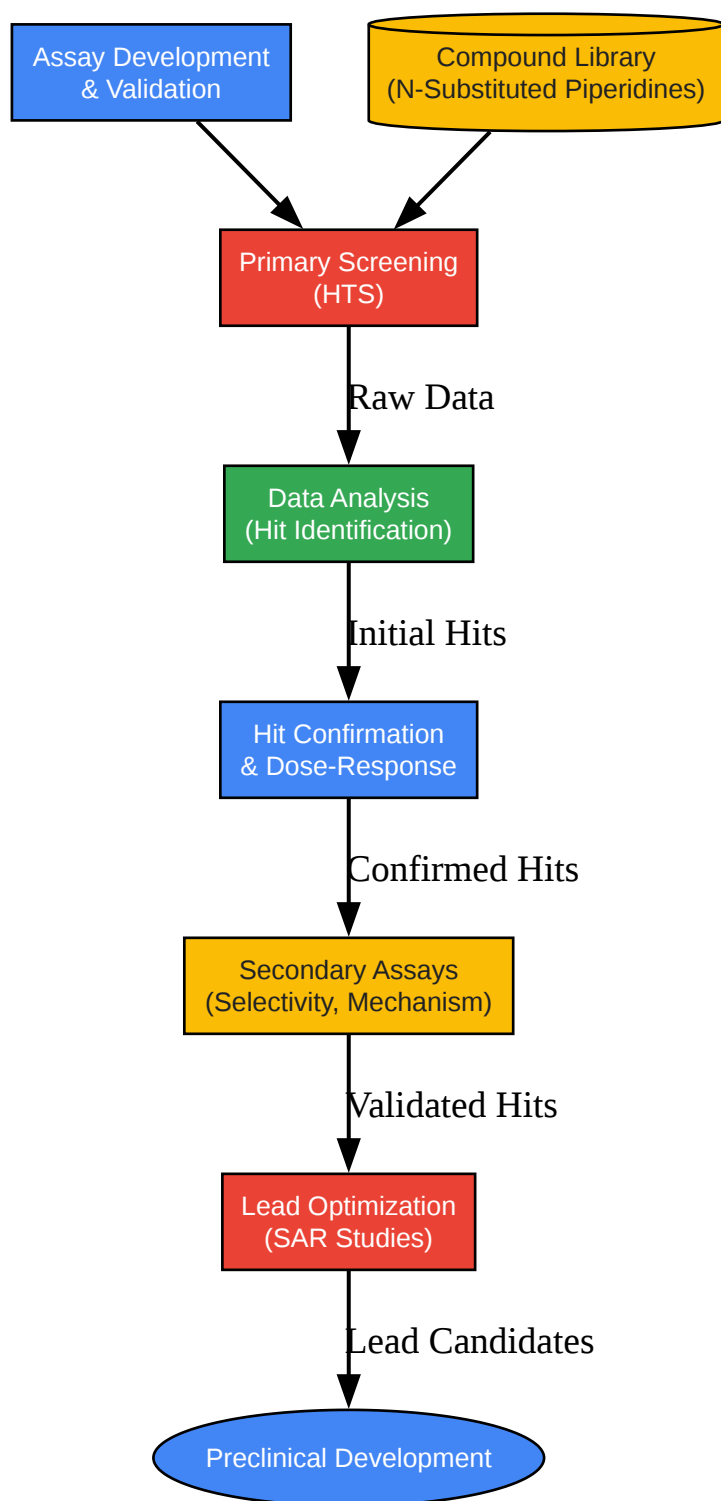 Assay Development
& Validation
Compound Library
(N-Substituted Piperidines)
Primary Screening
(HTS)
Raw Data
Data Analysis
(Hit Identification)
Initial Hits
Hit Confirmation
& Dose-Response
Confirmed Hits
Secondary Assays
(Selectivity, Mechanism)
Validated Hits
Lead Optimization
(SAR Studies)
Lead Candidates
Preclinical Development